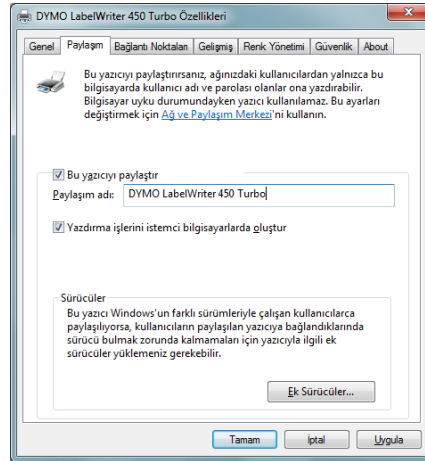 DYMO LabelWriter 450 Turbo Özellikleri
Genel Paylaşım Bağlantı Noktaları Gelişmiş Renk Yönetimi Güvenlik About
Bu yazıcıyı paylaştırırsanız, ağınızdaki kullanıcılardan yalnızca bu
bilgisayarda kullanıcı adı ve parolası olanlar ona yazdırabilir.
Bilgisayar uyku durumundayken yazıcı kullanılamaz. Bu ayarları
değiştirmek için Ağ ve Paylaşım Merkezi'ni kullanın.
Bu yazıcıyı paylaştır
Paylaşım adı: DYMO LabelWriter 450 Turbo
Yazdırma işlerini istemci bilgisayarlarda oluştur
Sürücüler
Bu yazıcı Windows'un farklı sürümleriyle çalışan kullanıcılarca
paylaşılıyorsa, kullanıcıların paylaşılan yazıcıya bağlandıklarında
sürücü bulmak zorunda kalmamaları için yazıcıyla ilgili ek
sürücüler yüklemeniz gerekebilir.
Ek Sürücüler...
Tamam İptal Uygula